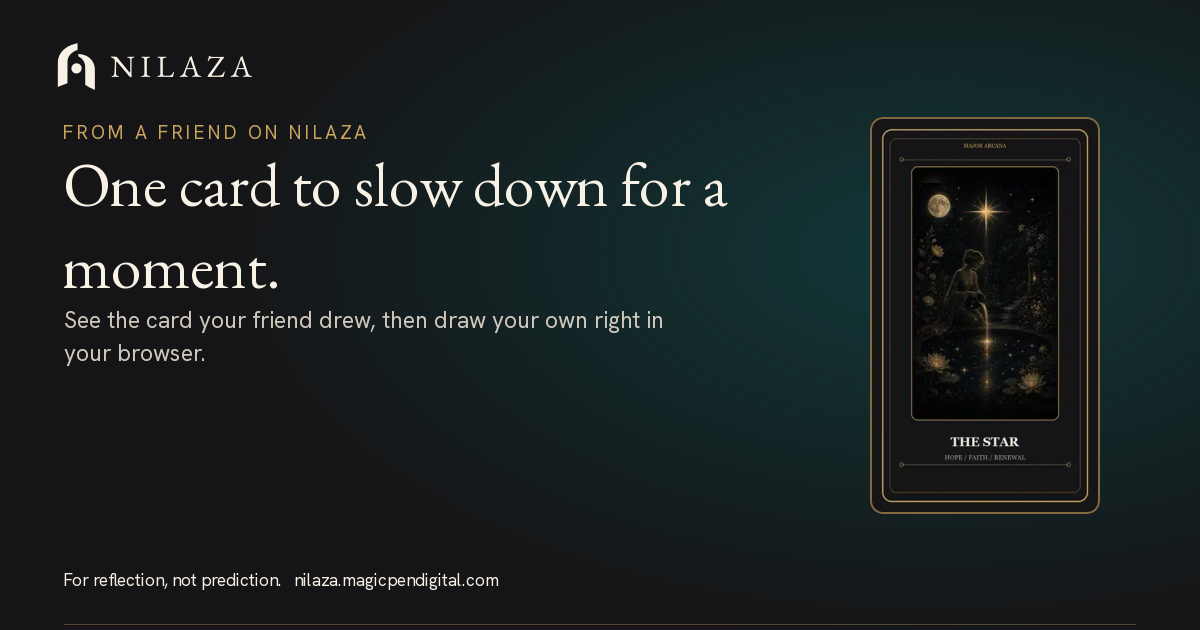 NILAZA
FROM A FRIEND ON NILAZA
One card to slow down for a
moment.
See the card your friend drew, then draw your own right in
your browser.
MAJOR ARCANA
THE STAR
HOPE / FAITH / RENEWAL
For reflection, not prediction. nilaza.magicpendigital.com